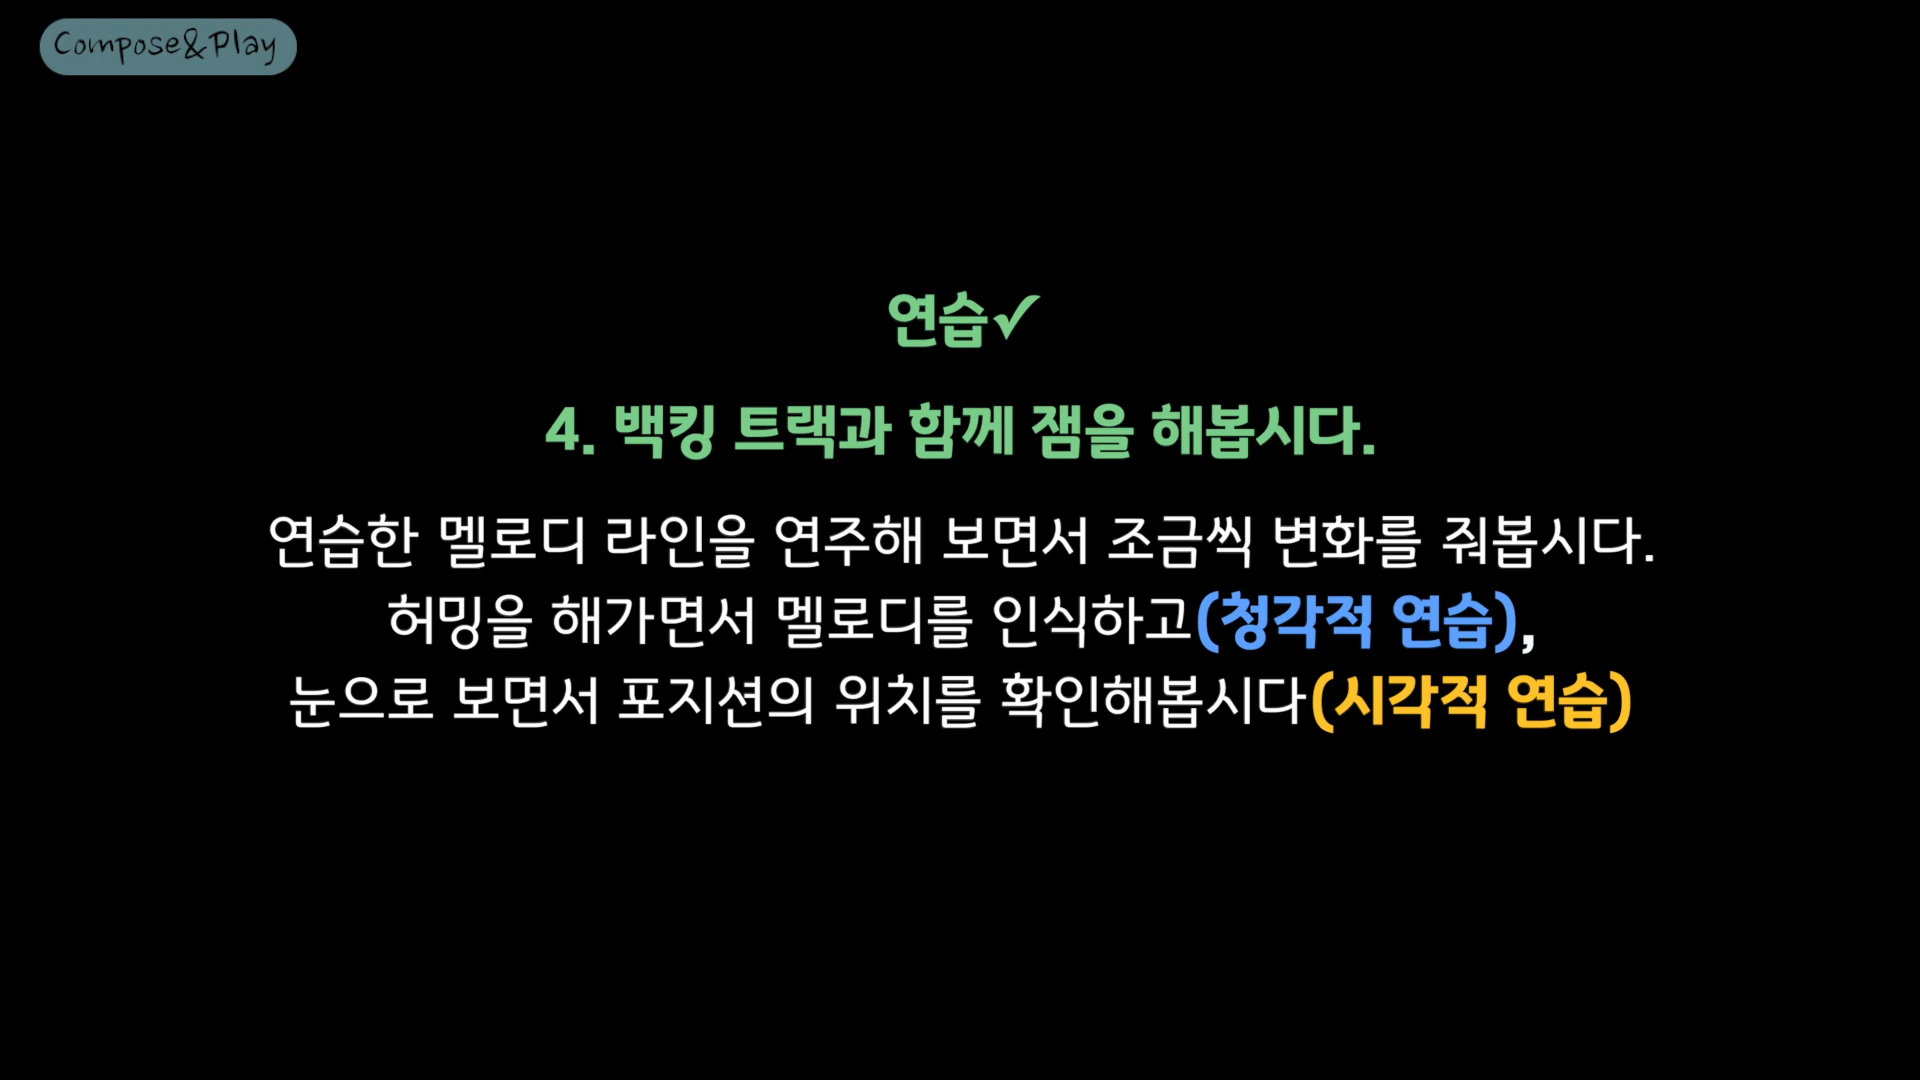 Compose&Play
연습✓
4. 백킹 트랙과 함께 잼을 해봅시다.
연습한 멜로디 라인을 연주해 보면서 조금씩 변화를 줘봅시다.
허밍을 해가면서 멜로디를 인식하고(청각적 연습),
눈으로 보면서 포지션의 위치를 확인해봅시다(시각적 연습)